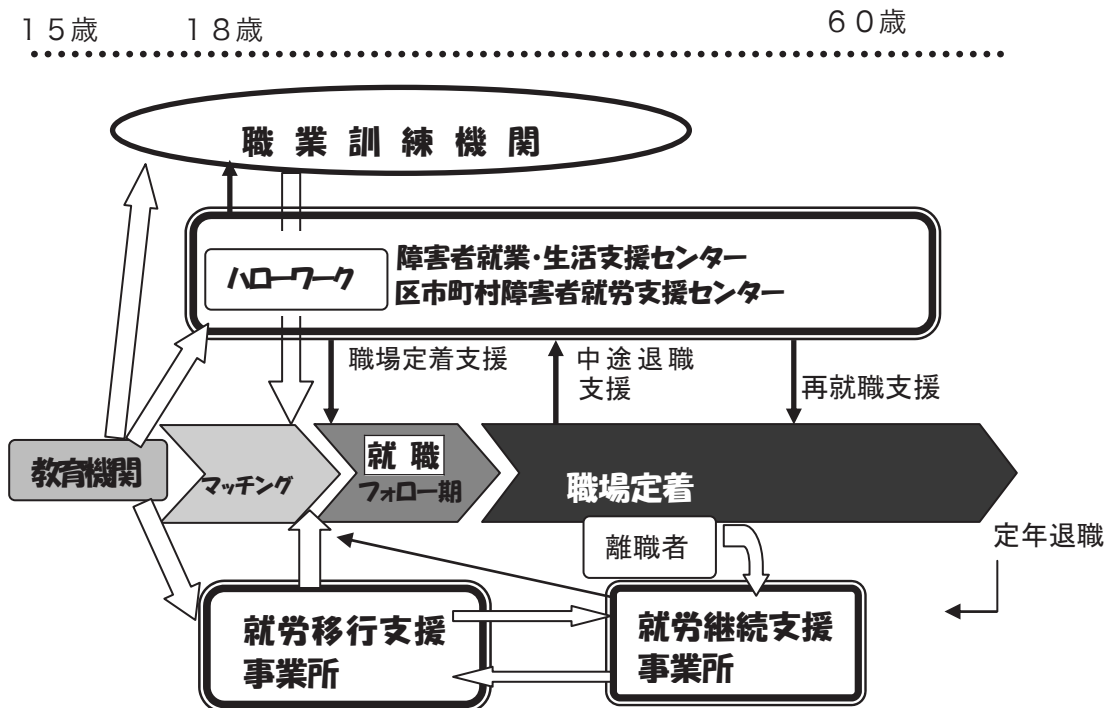 １５歳
１８歳
６０歳
職業訓練機関
ハローワーク
障害者就業・生活支援センター
区市町村障害者就労支援センター
職場定着支援
中途退職
支援
再就職支援
教育機関
マッチング
就職
フォロー期
職場定着
離職者
定年退職
就労移行支援
事業所
就労継続支援
事業所